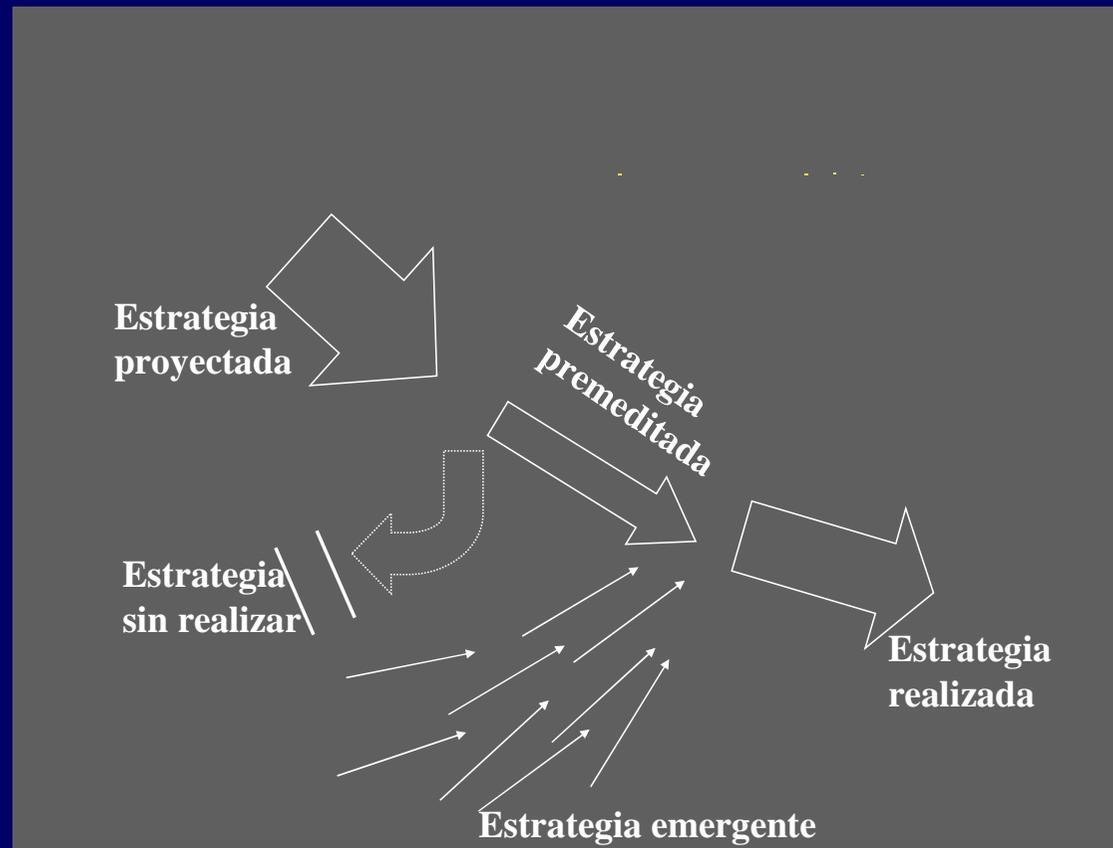 Estrategia
proyectada
Estrategia
premeditada
Estrategia
sin realizar
Estrategia
realizada
Estrategia emergente